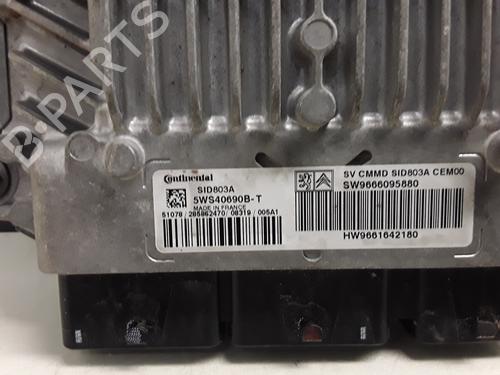 B-PARTS
Continental
SID803A
5WS40690B-T
MADE IN FRANCE
51078 / 285862470 / 08319 / 005A1
SV CMMD SID803A CEM00
SW9666095880
HW9661642180